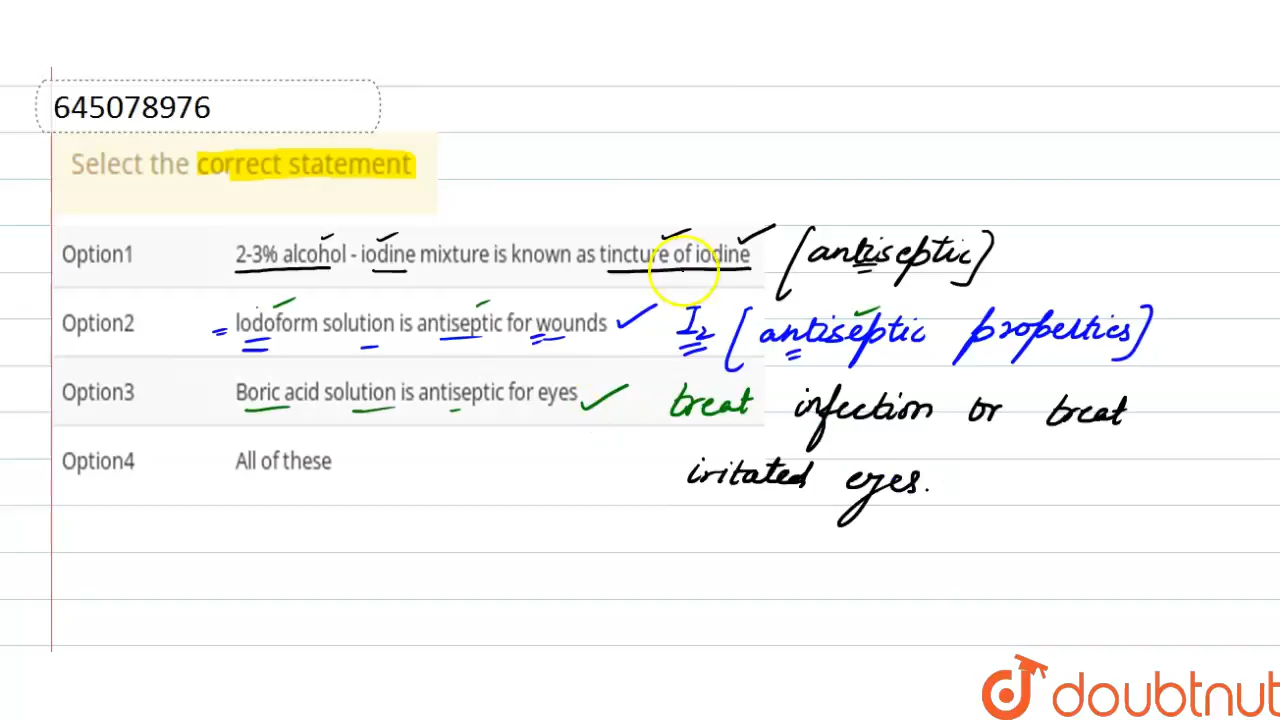 645078976
Select the correct statement
Option1 2-3% alcohol - iodine mixture is known as tincture of iodine [antiseptic]
Option2 Iodoform solution is antiseptic for wounds I₂ [antiseptic properties]
Option3 Boric acid solution is antiseptic for eyes treat infection or treat
irritated eyes.
Option4 All of these
doubtnut